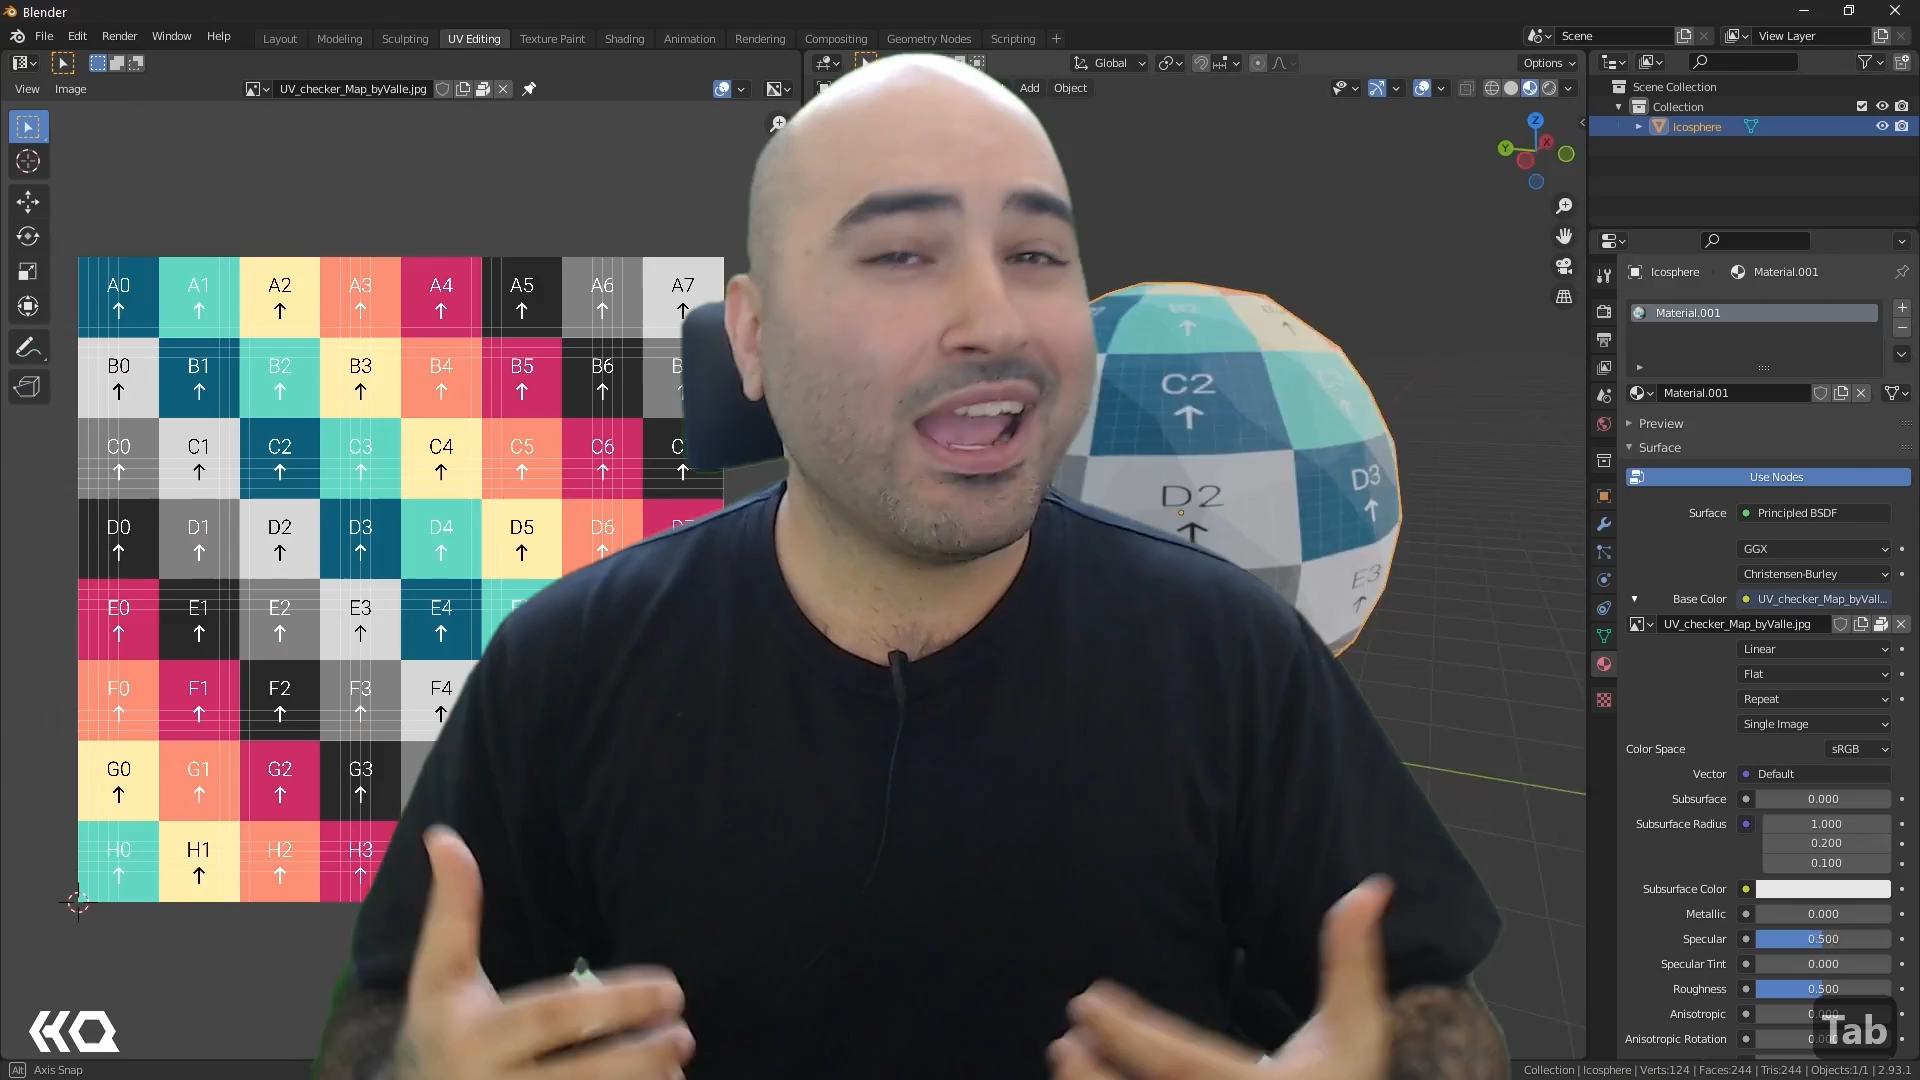 Blender
File Edit Render Window Help
Layout Modeling Sculpting UV Editing Texture Paint Shading Animation Rendering Compositing Geometry Nodes Scripting +
Scene View Layer
Global Options
View Image UV_checker_Map_byValle.jpg Add Object
Scene Collection
Collection
Icosphere
Z
Y X
A0 A1 A2 A3 A4 A5 A6 A7
B0 B1 B2 B3 B4 B5 B6 B
C0 C1 C2 C3 C4 C5 C6 C
D0 D1 D2 D3 D4 D5 D6
E0 E1 E2 E3 E4
F0 F1 F2 F3 F4
G0 G1 G2 G3
H0 H1 H2 H3
B2
C2
D2 D3
E3
Icosphere Material.001
Material.001
Material.001
Preview
Surface
Use Nodes
Surface Principled BSDF
GGX
Christensen-Burley
Base Color UV_checker_Map_byVall...
UV_checker_Map_byValle.jpg
Linear
Flat
Repeat
Single Image
Color Space sRGB
Vector Default
Subsurface 0.000
Subsurface Radius 1.000
0.200
0.100
Subsurface Color
Metallic 0.000
Specular 0.500
Specular Tint 0.000
Roughness 0.500
Anisotropic
Anisotropic Rotation
Tab
HQ
Alt Axis Snap
Collection | Icosphere | Verts:124 | Faces:244 | Tris:244 | Objects:1/1 | 2.93.1